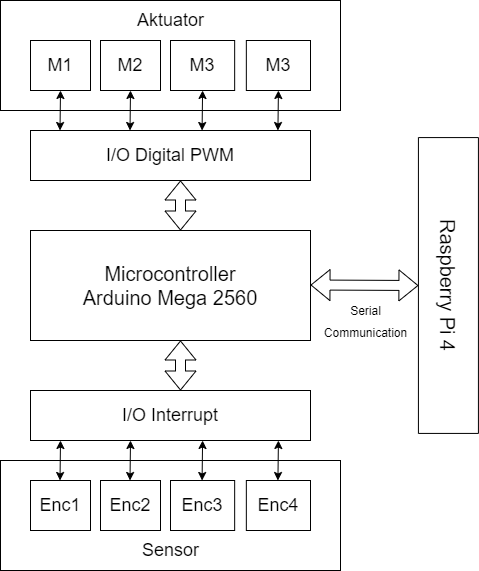 Aktuator
M1
M2
M3
M3
I/O Digital PWM
Microcontroller
Arduino Mega 2560
Serial
Communication
Raspberry Pi 4
I/O Interrupt
Enc1
Enc2
Enc3
Enc4
Sensor